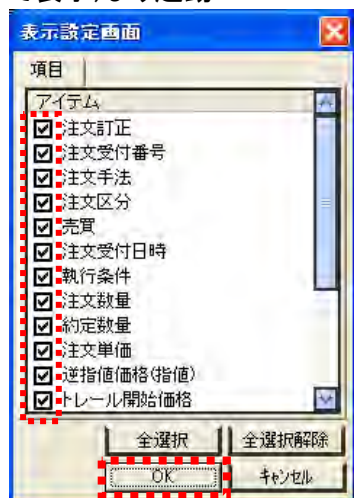 表示設定画面
項目
アイテム
注文訂正
注文受付番号
注文手法
注文区分
売買
注文受付日時
執行条件
注文数量
約定数量
注文単価
逆指値価格(指値)
トレール開始価格
全選択 全選択解除
OK キャンセル